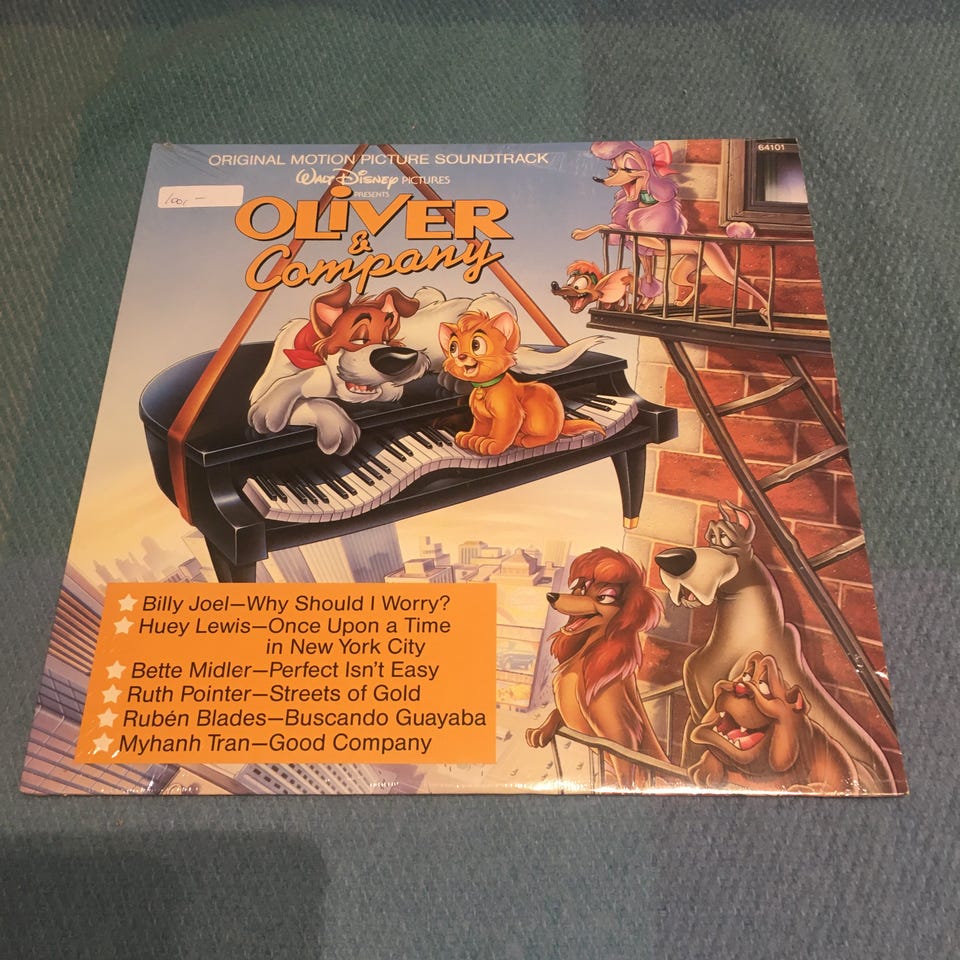 ORIGINAL MOTION PICTURE SOUNDTRACK
64101
WALT DISNEY PICTURES
PRESENTS
100,-
OLIVER
&
Company
Billy Joel—Why Should I Worry?
Huey Lewis—Once Upon a Time
in New York City
Bette Midler—Perfect Isn't Easy
Ruth Pointer—Streets of Gold
Rubén Blades—Buscando Guayaba
Myhanh Tran—Good Company